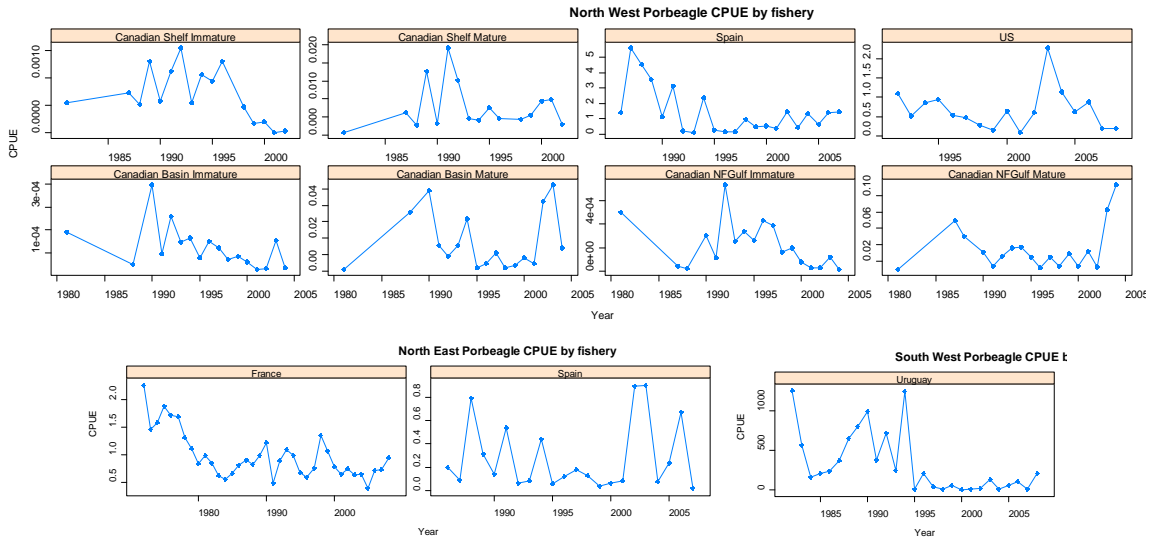 North West Porbeagle CPUE by fishery
Canadian Shelf Immature Canadian Shelf Mature Spain US
0.0010
0.0000
0.020
0.010
0.000
5
4
3
2
1
0
2.0
1.5
1.0
0.5
0.0
1985 1990 1995 2000
1985 1990 1995 2000
1990 1995 2000 2005
1995 2000 2005
CPUE
Canadian Basin Immature Canadian Basin Mature Canadian NFGulf Immature Canadian NFGulf Mature
3e-04
1e-04
0.04
0.02
0.00
4e-04
0e+00
0.10
0.06
0.02
1980 1985 1990 1995 2000 2005
1980 1985 1990 1995 2000 2005
1980 1985 1990 1995 2000 2005
1980 1985 1990 1995 2000 2005
Year
North East Porbeagle CPUE by fishery
France Spain
CPUE
2.0
1.5
1.0
0.5
0.8
0.6
0.4
0.2
0.0
1980 1990 2000
1985 1990 1995 2000 2005
Year
South West Porbeagle CPUE b
Uruguay
CPUE
1000
500
0
1985 1990 1995 2000 2005
Year